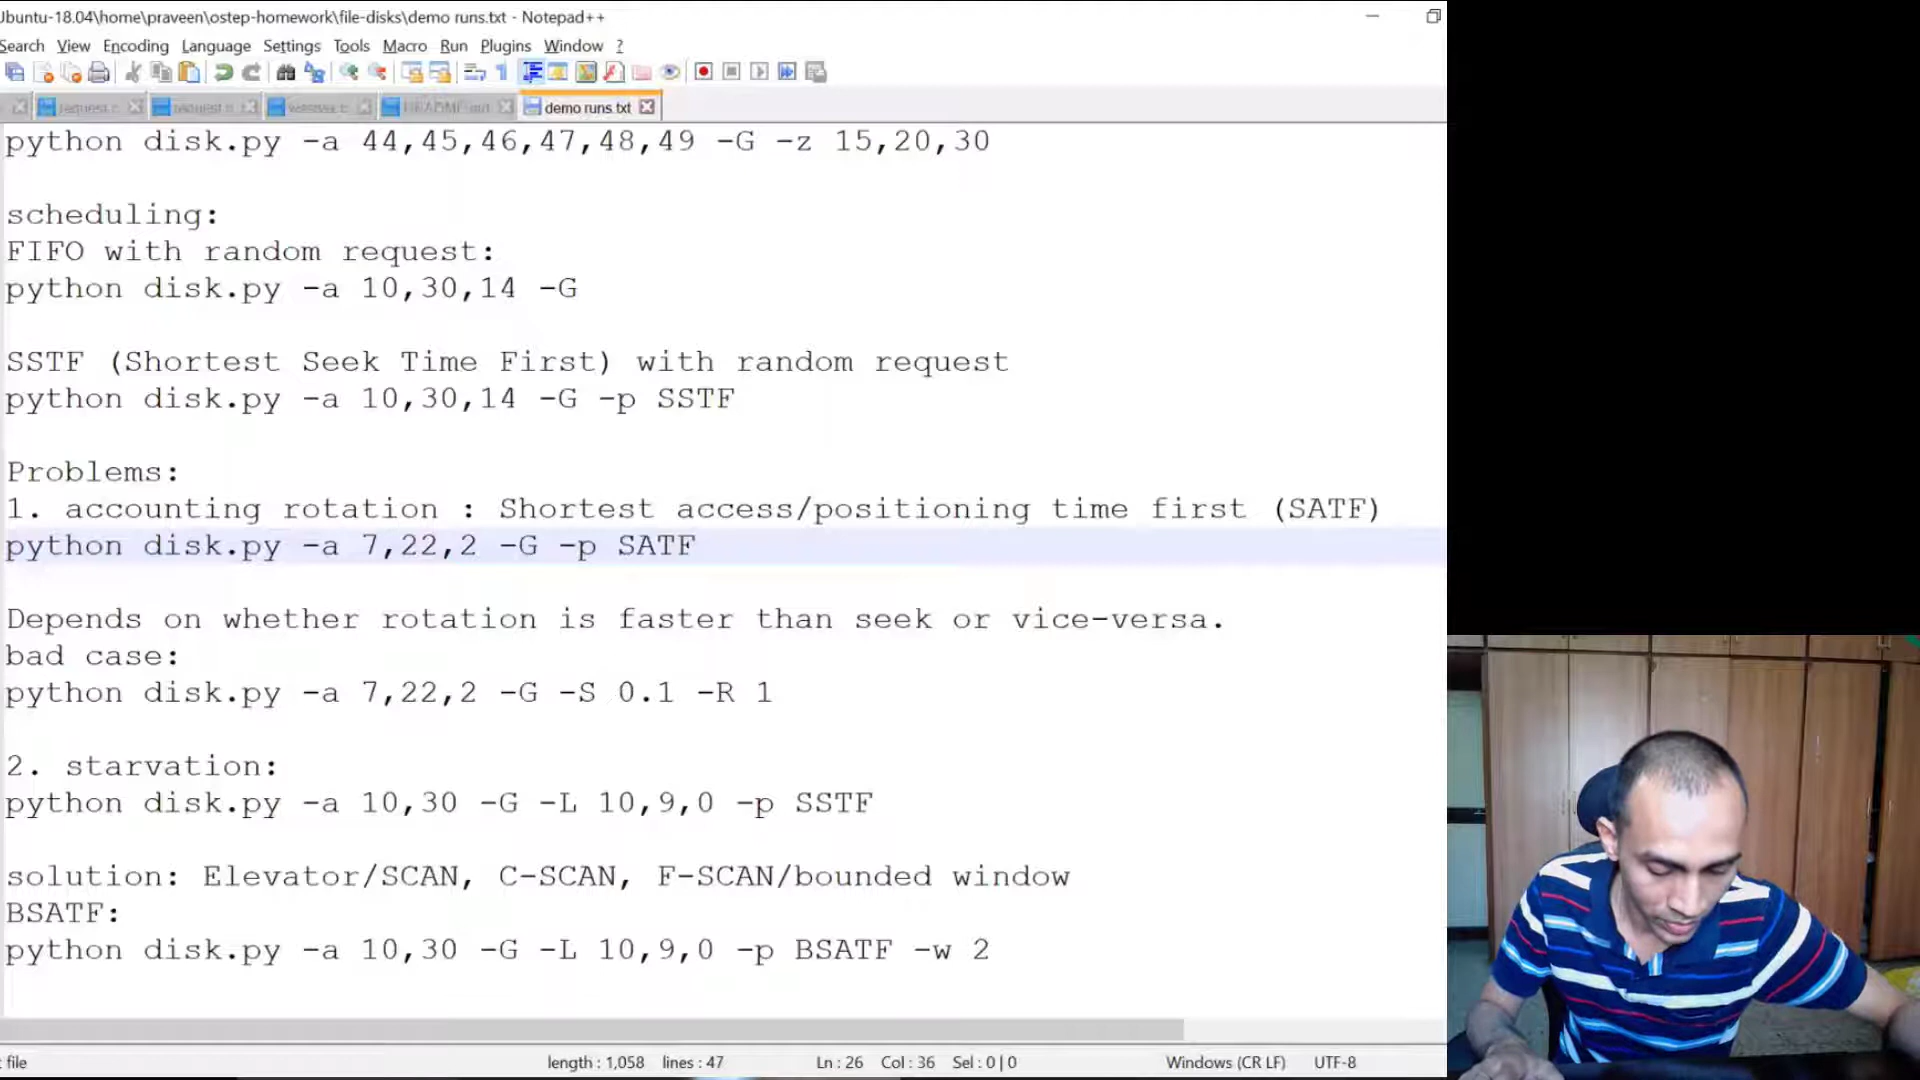 Ubuntu-18.04\home\praveen\ostep-homework\file-disks\demo runs.txt - Notepad++
Search View Encoding Language Settings Tools Macro Run Plugins Window ?
demo runs.txt
python disk.py -a 44,45,46,47,48,49 -G -z 15,20,30
scheduling:
FIFO with random request:
python disk.py -a 10,30,14 -G
SSTF (Shortest Seek Time First) with random request
python disk.py -a 10,30,14 -G -p SSTF
Problems:
1. accounting rotation : Shortest access/positioning time first (SATF)
python disk.py -a 7,22,2 -G -p SATF
Depends on whether rotation is faster than seek or vice-versa.
bad case:
python disk.py -a 7,22,2 -G -S 0.1 -R 1
2. starvation:
python disk.py -a 10,30 -G -L 10,9,0 -p SSTF
solution: Elevator/SCAN, C-SCAN, F-SCAN/bounded window
BSATF:
python disk.py -a 10,30 -G -L 10,9,0 -p BSATF -w 2
file length : 1,058 lines : 47 Ln : 26 Col : 36 Sel : 0 | 0 Windows (CR LF) UTF-8